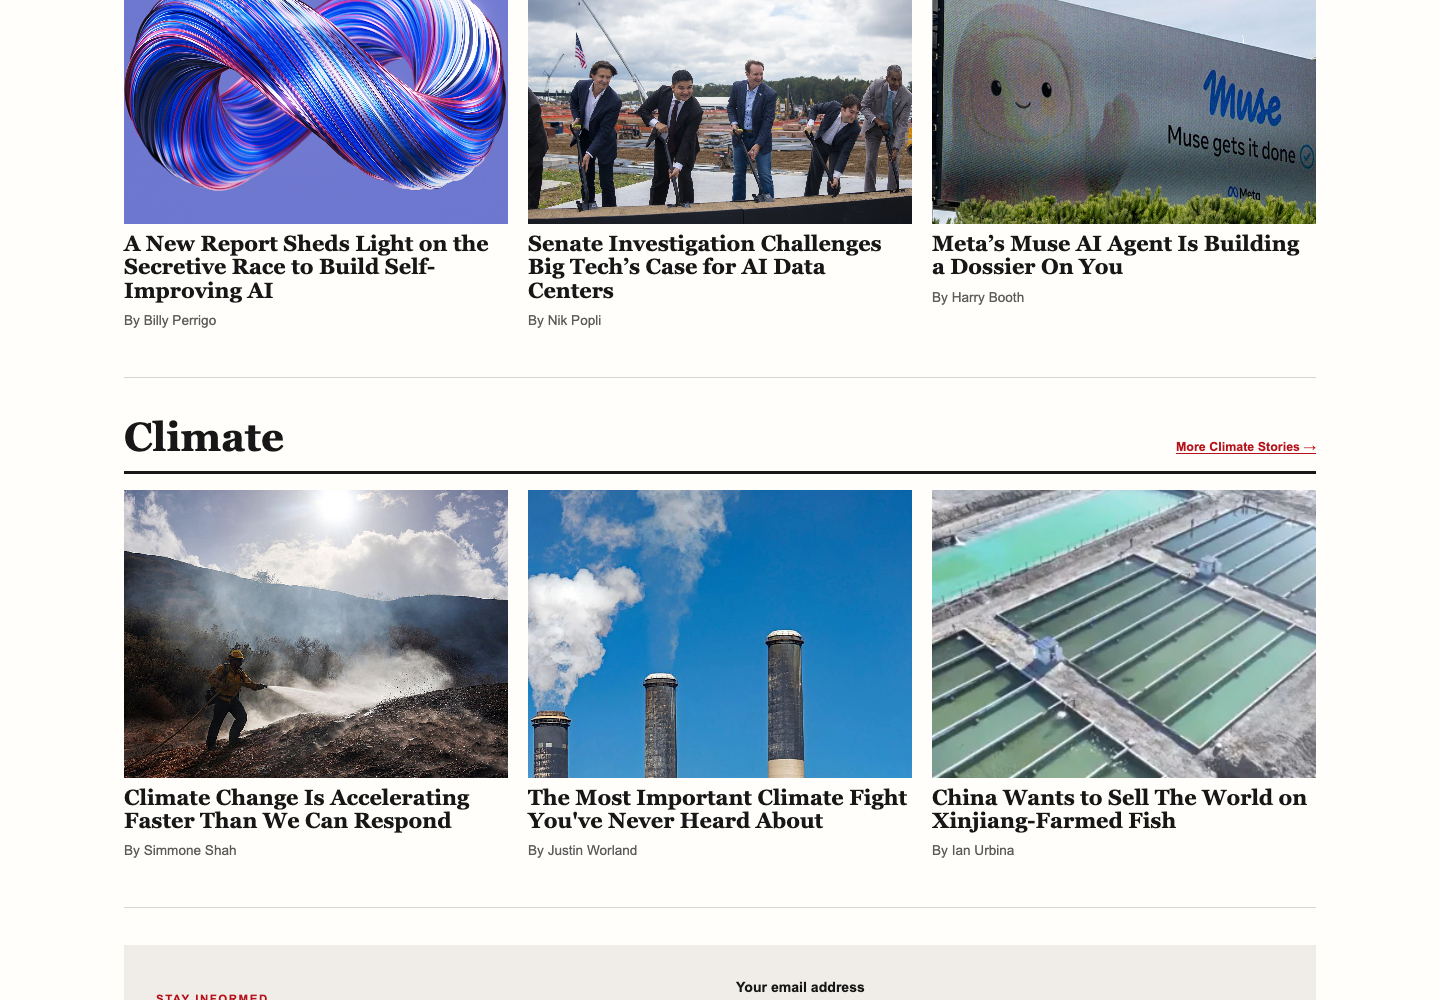 Muse
Muse gets it done
Meta
A New Report Sheds Light on the
Secretive Race to Build Self-
Improving AI
By Billy Perrigo
Senate Investigation Challenges
Big Tech’s Case for AI Data
Centers
By Nik Popli
Meta’s Muse AI Agent Is Building
a Dossier On You
By Harry Booth
Climate
More Climate Stories →
Climate Change Is Accelerating
Faster Than We Can Respond
By Simmone Shah
The Most Important Climate Fight
You've Never Heard About
By Justin Worland
China Wants to Sell The World on
Xinjiang-Farmed Fish
By Ian Urbina
STAY INFORMED
Your email address